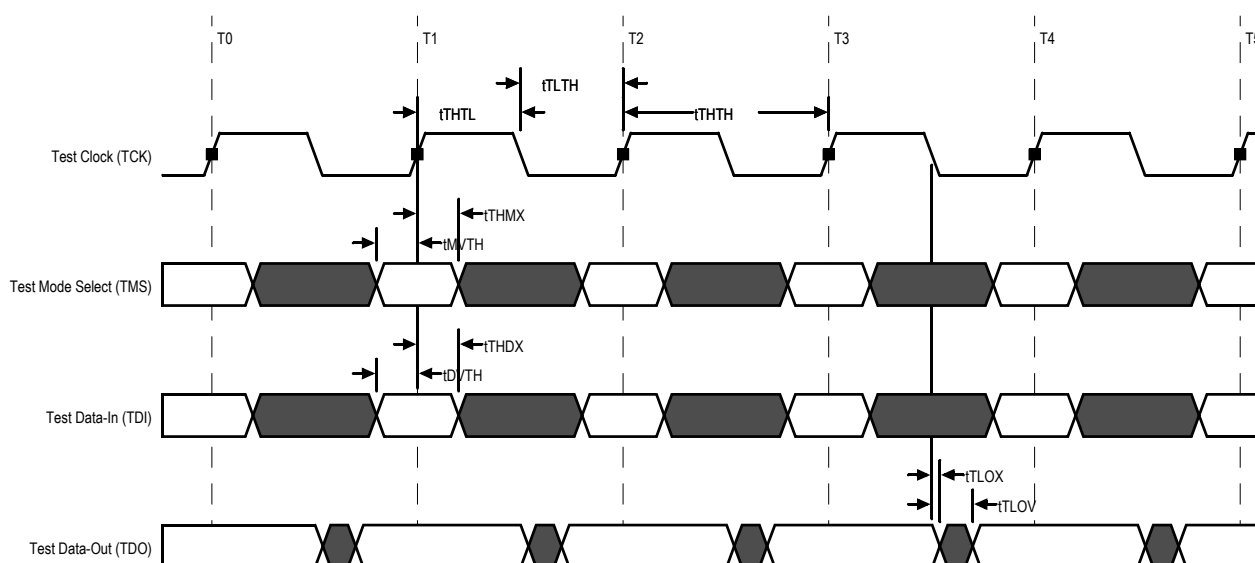 T0
T1
T2
T3
T4
T5
tTLTH
tTHTL
tTHTH
Test Clock (TCK)
tTHMX
tMVTH
Test Mode Select (TMS)
tTHDX
tDVTH
Test Data-In (TDI)
tTLOX
tTLOV
Test Data-Out (TDO)